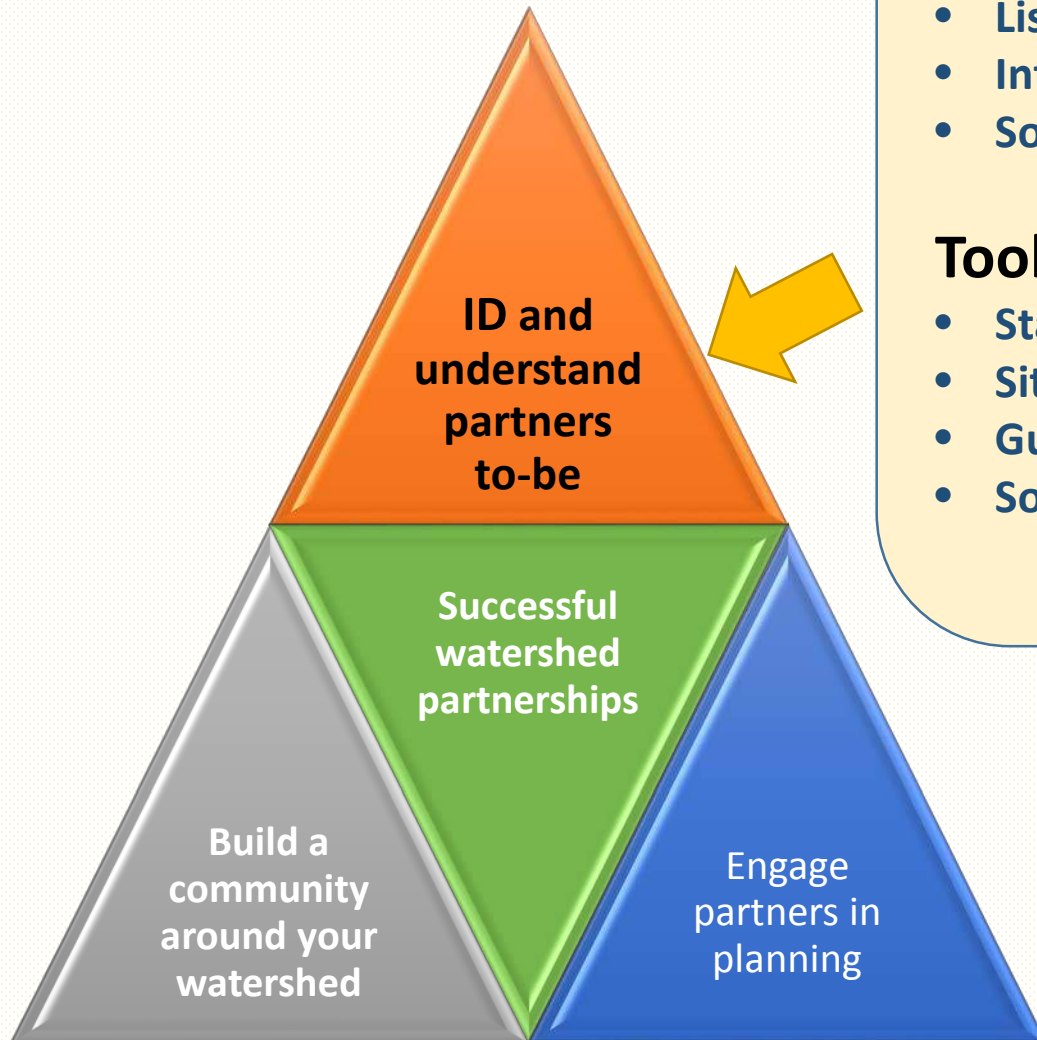 ID and
understand
partners
to-be
Successful
watershed
partnerships
Build a
community
around your
watershed
Engage
partners in
planning